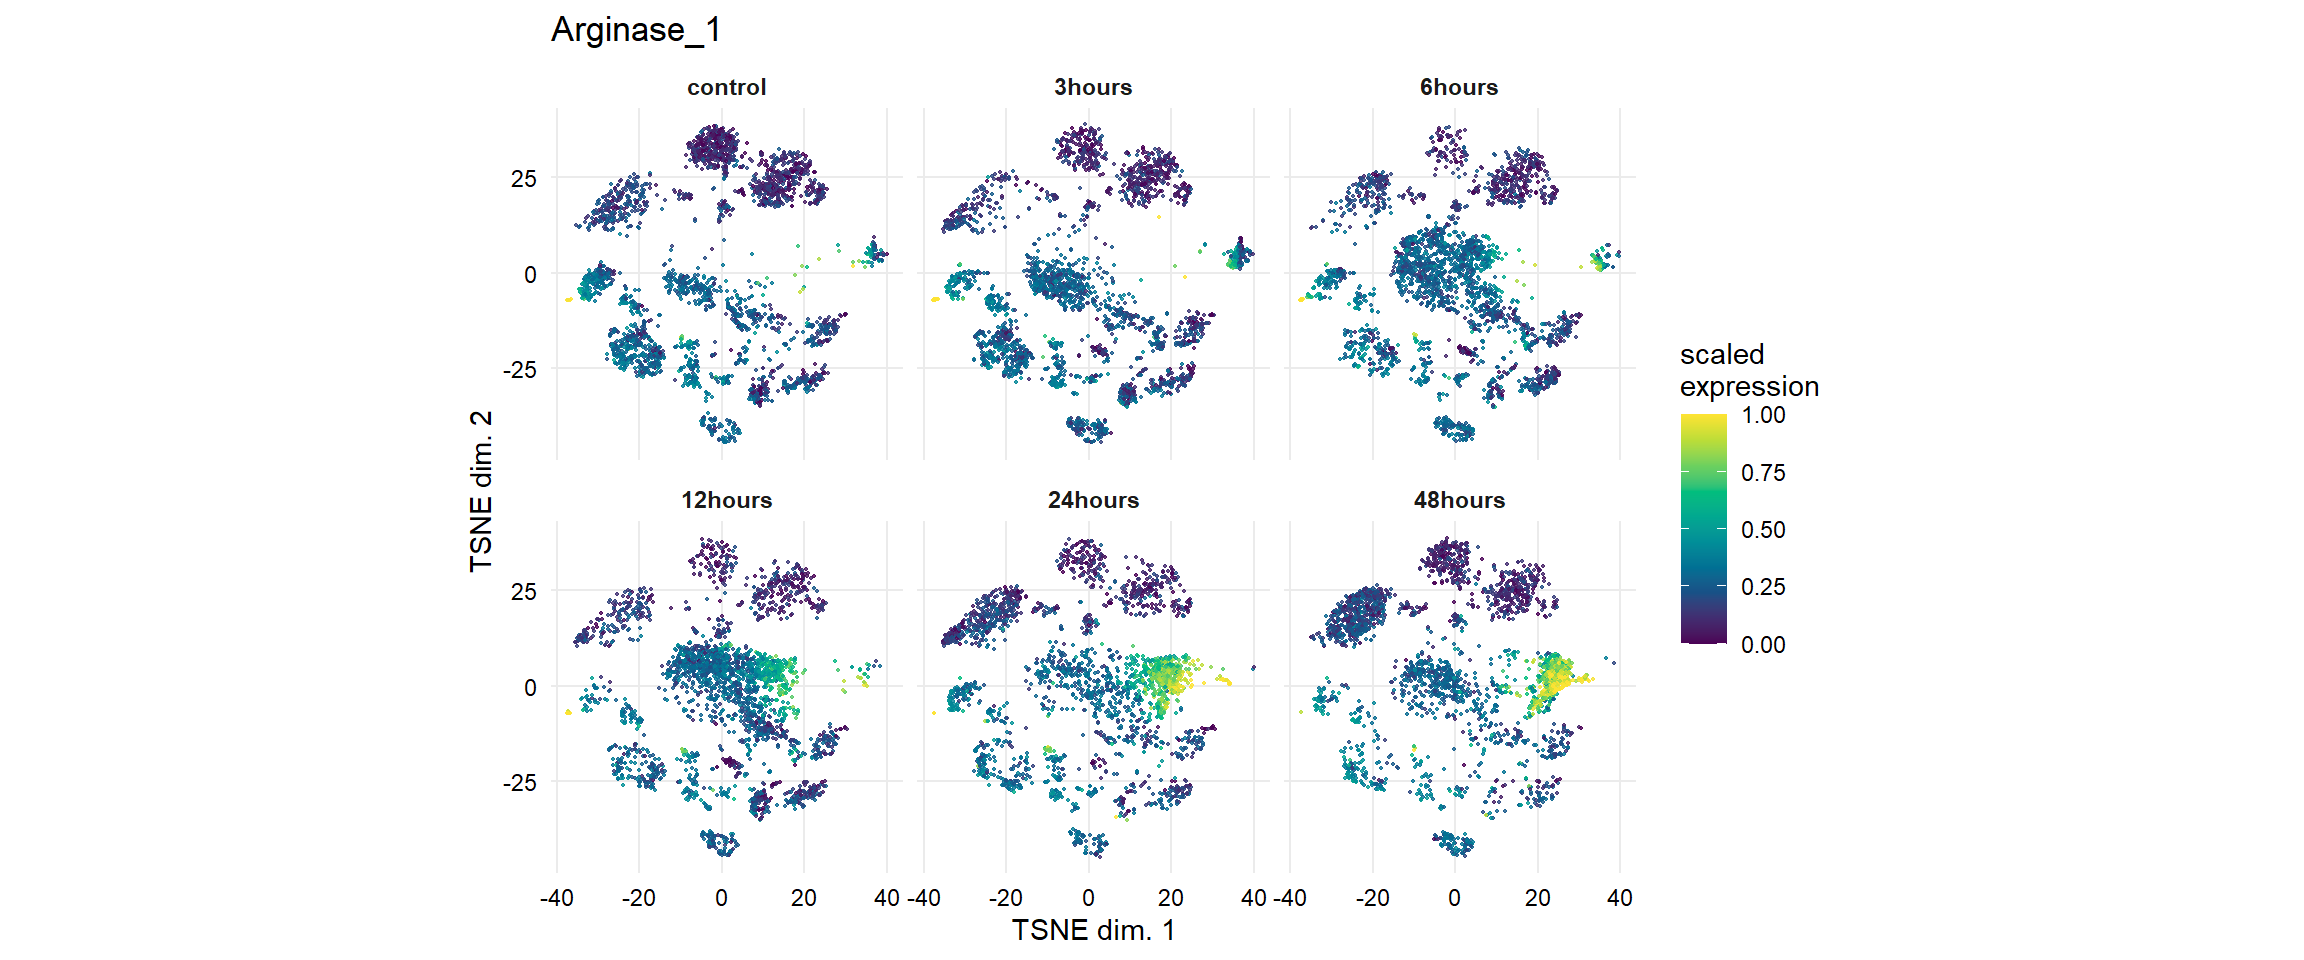 Arginase_1
control 3hours 6hours
25
0
-25
12hours 24hours 48hours
25
0
-25
-40 -20 0 20 40 -40 -20 0 20 40 -40 -20 0 20 40
TSNE dim. 1
TSNE dim. 2
scaled
expression
1.00
0.75
0.50
0.25
0.00